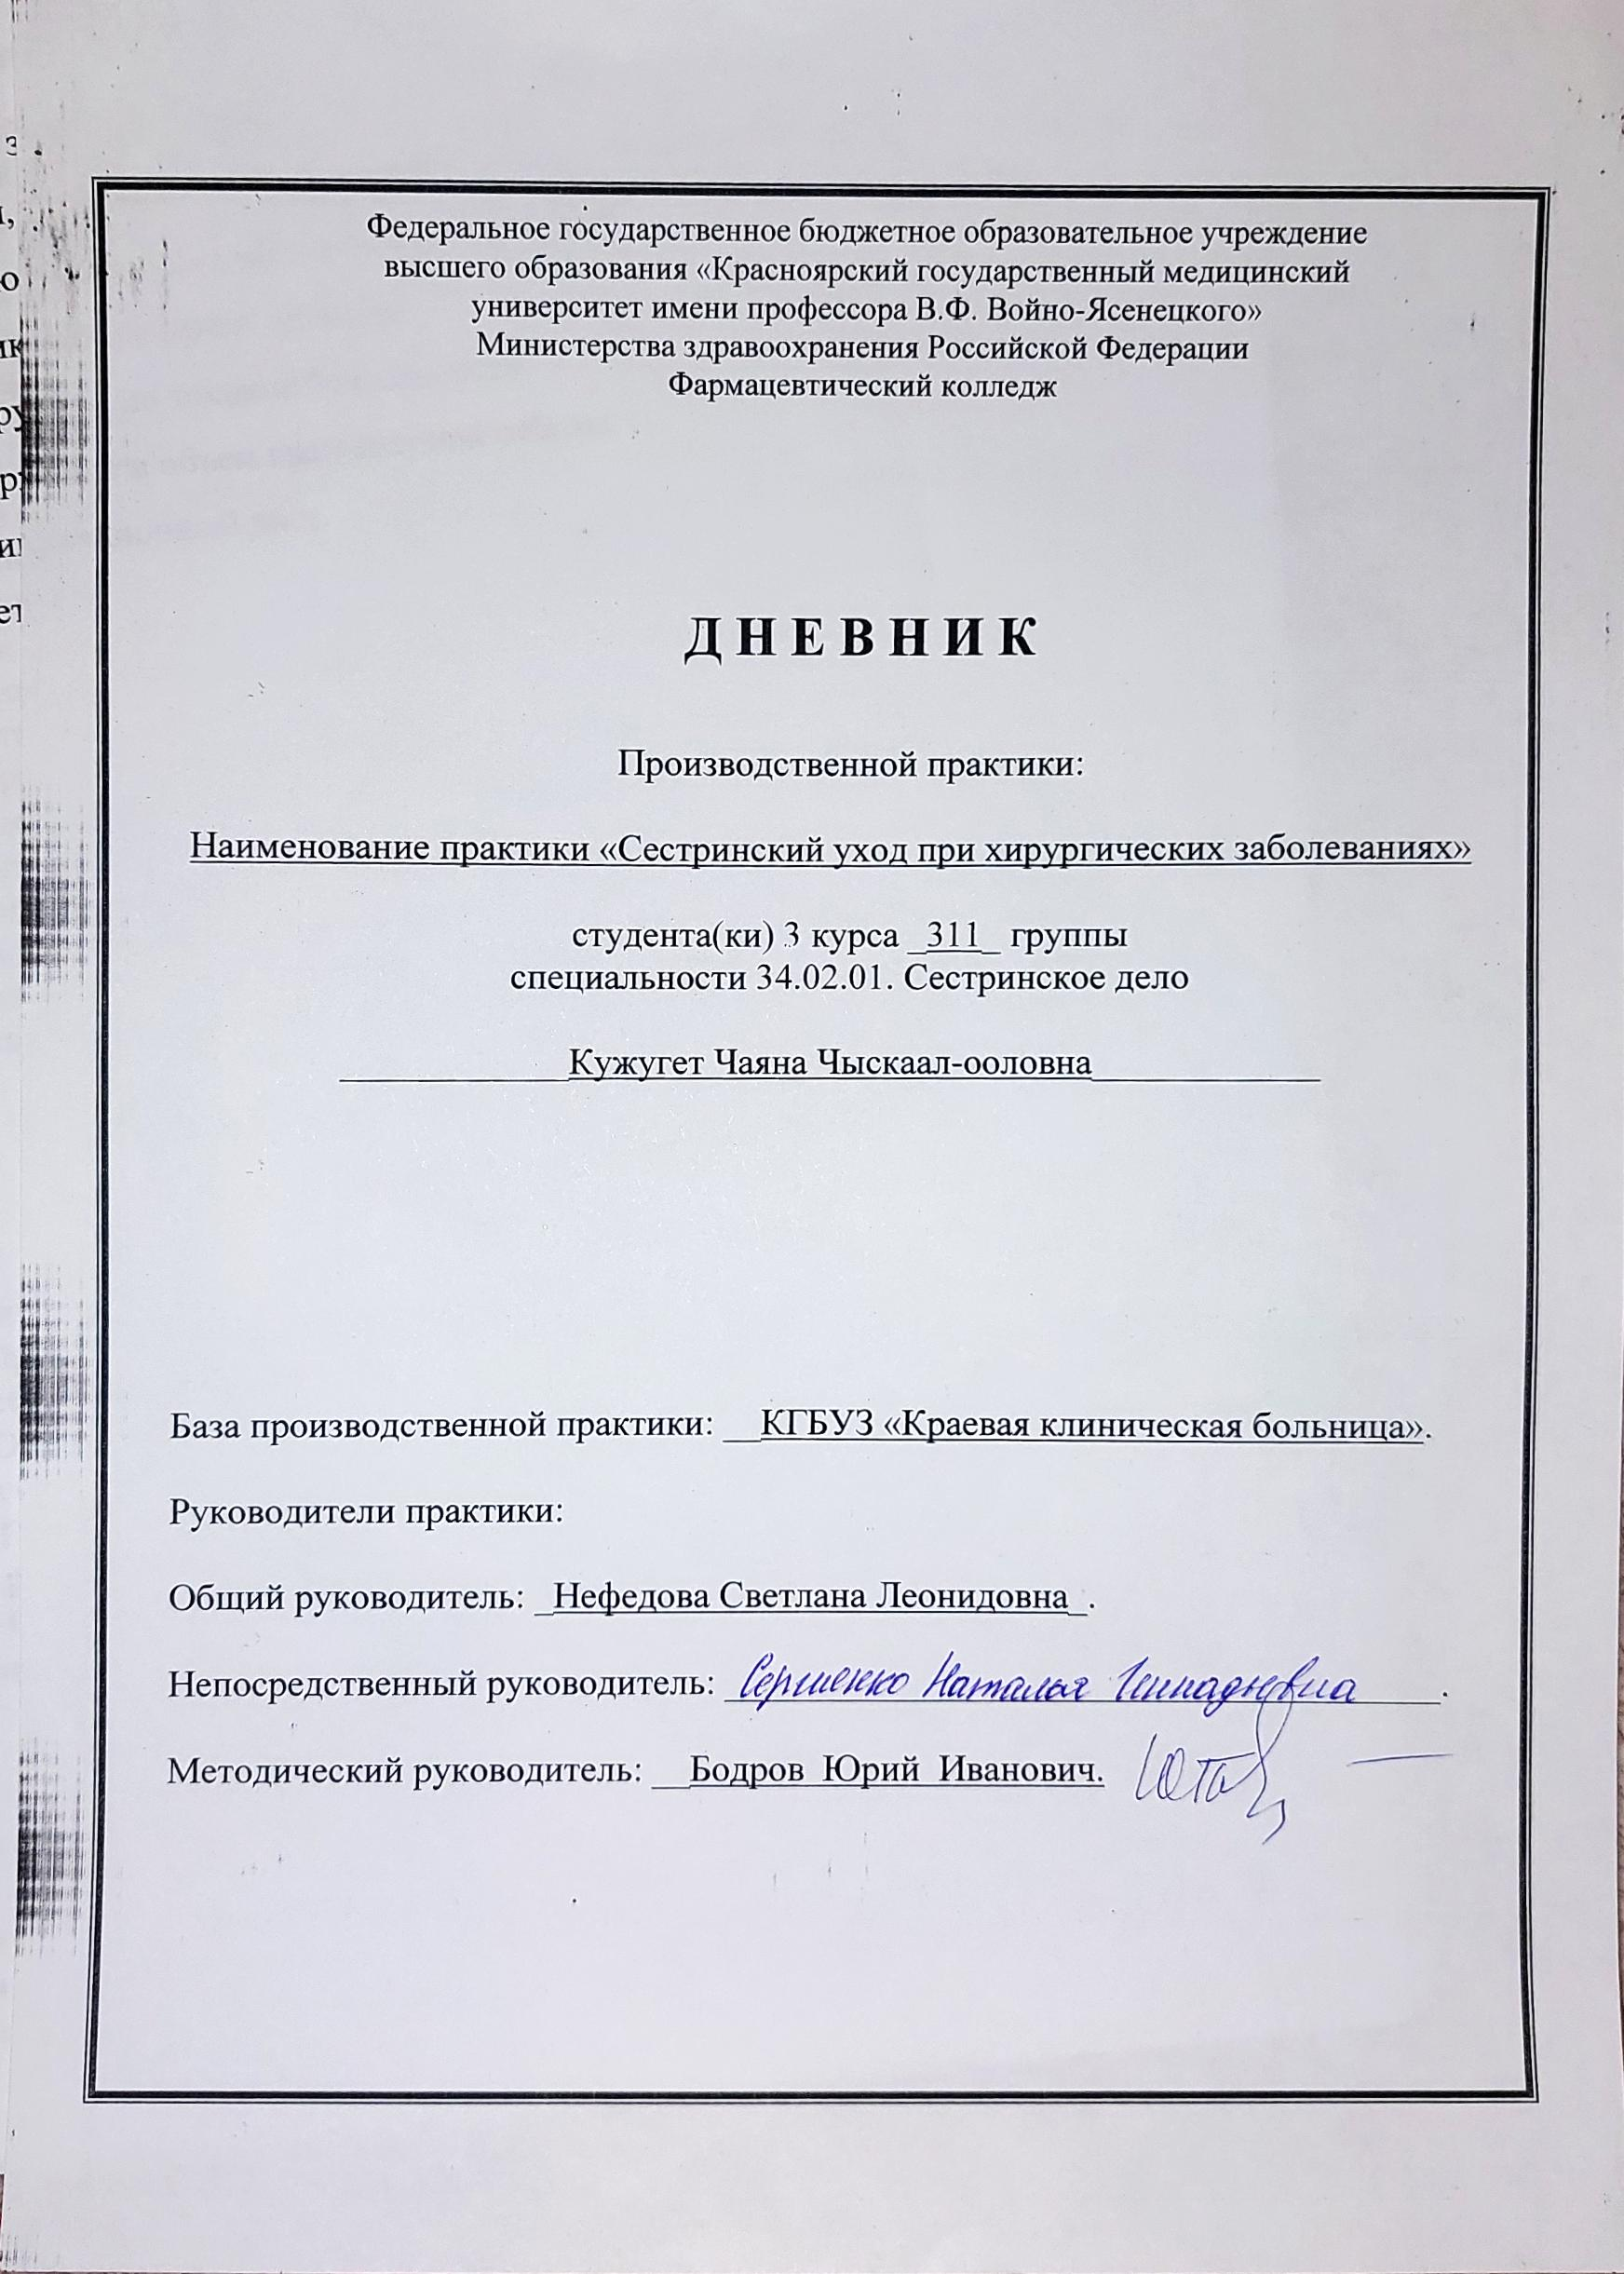 Федеральное государственное бюджетное образовательное учреждение
высшего образования «Красноярский государственный медицинский
университет имени профессора В.Ф. Войно-Ясенецкого»
Министерства здравоохранения Российской Федерации
Фармацевтический колледж
ДНЕВНИК
Производственной практики:
Наименование практики «Сестринский уход при хирургических заболеваниях»
студента(ки) 3 курса _311_ группы
специальности 34.02.01. Сестринское дело
Кужугет Чаяна Чыскаал-ооловна
База производственной практики: __КГБУЗ «Краевая клиническая больница».
Руководители практики:
Общий руководитель: _Нефедова Светлана Леонидовна_.
Непосредственный руководитель: Наталья Геннадьевна.
Методический руководитель: __Бодров Юрий Иванович.